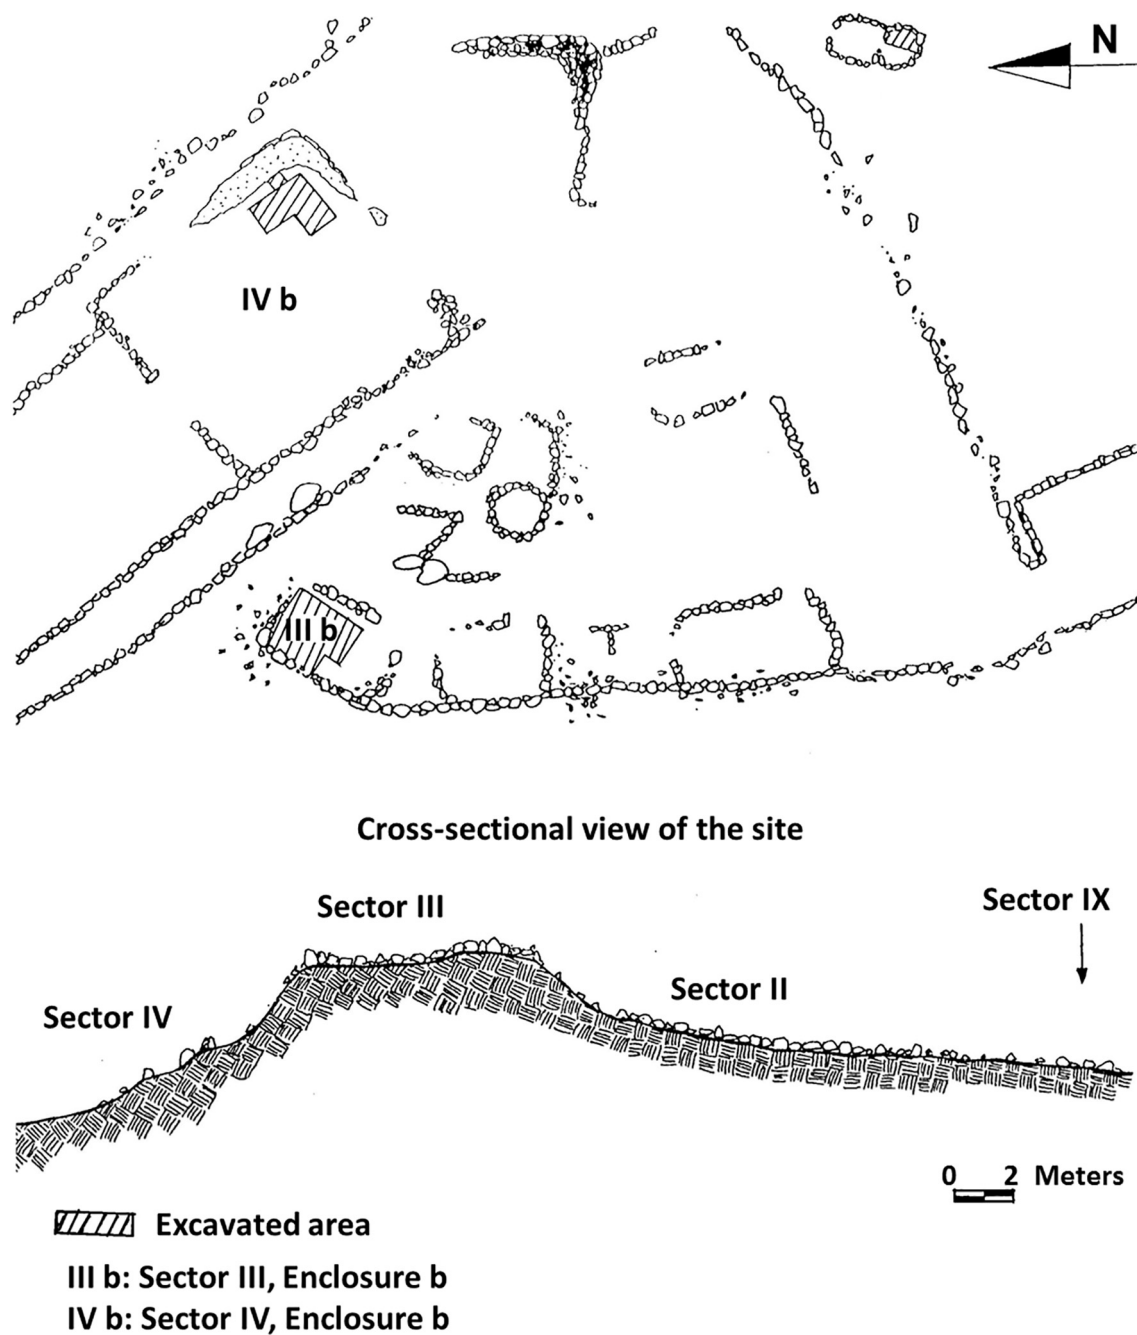 N
IV b
III b
Cross-sectional view of the site
Sector III
Sector IX
Sector II
Sector IV
0 2 Meters
Excavated area
III b: Sector III, Enclosure b
IV b: Sector IV, Enclosure b